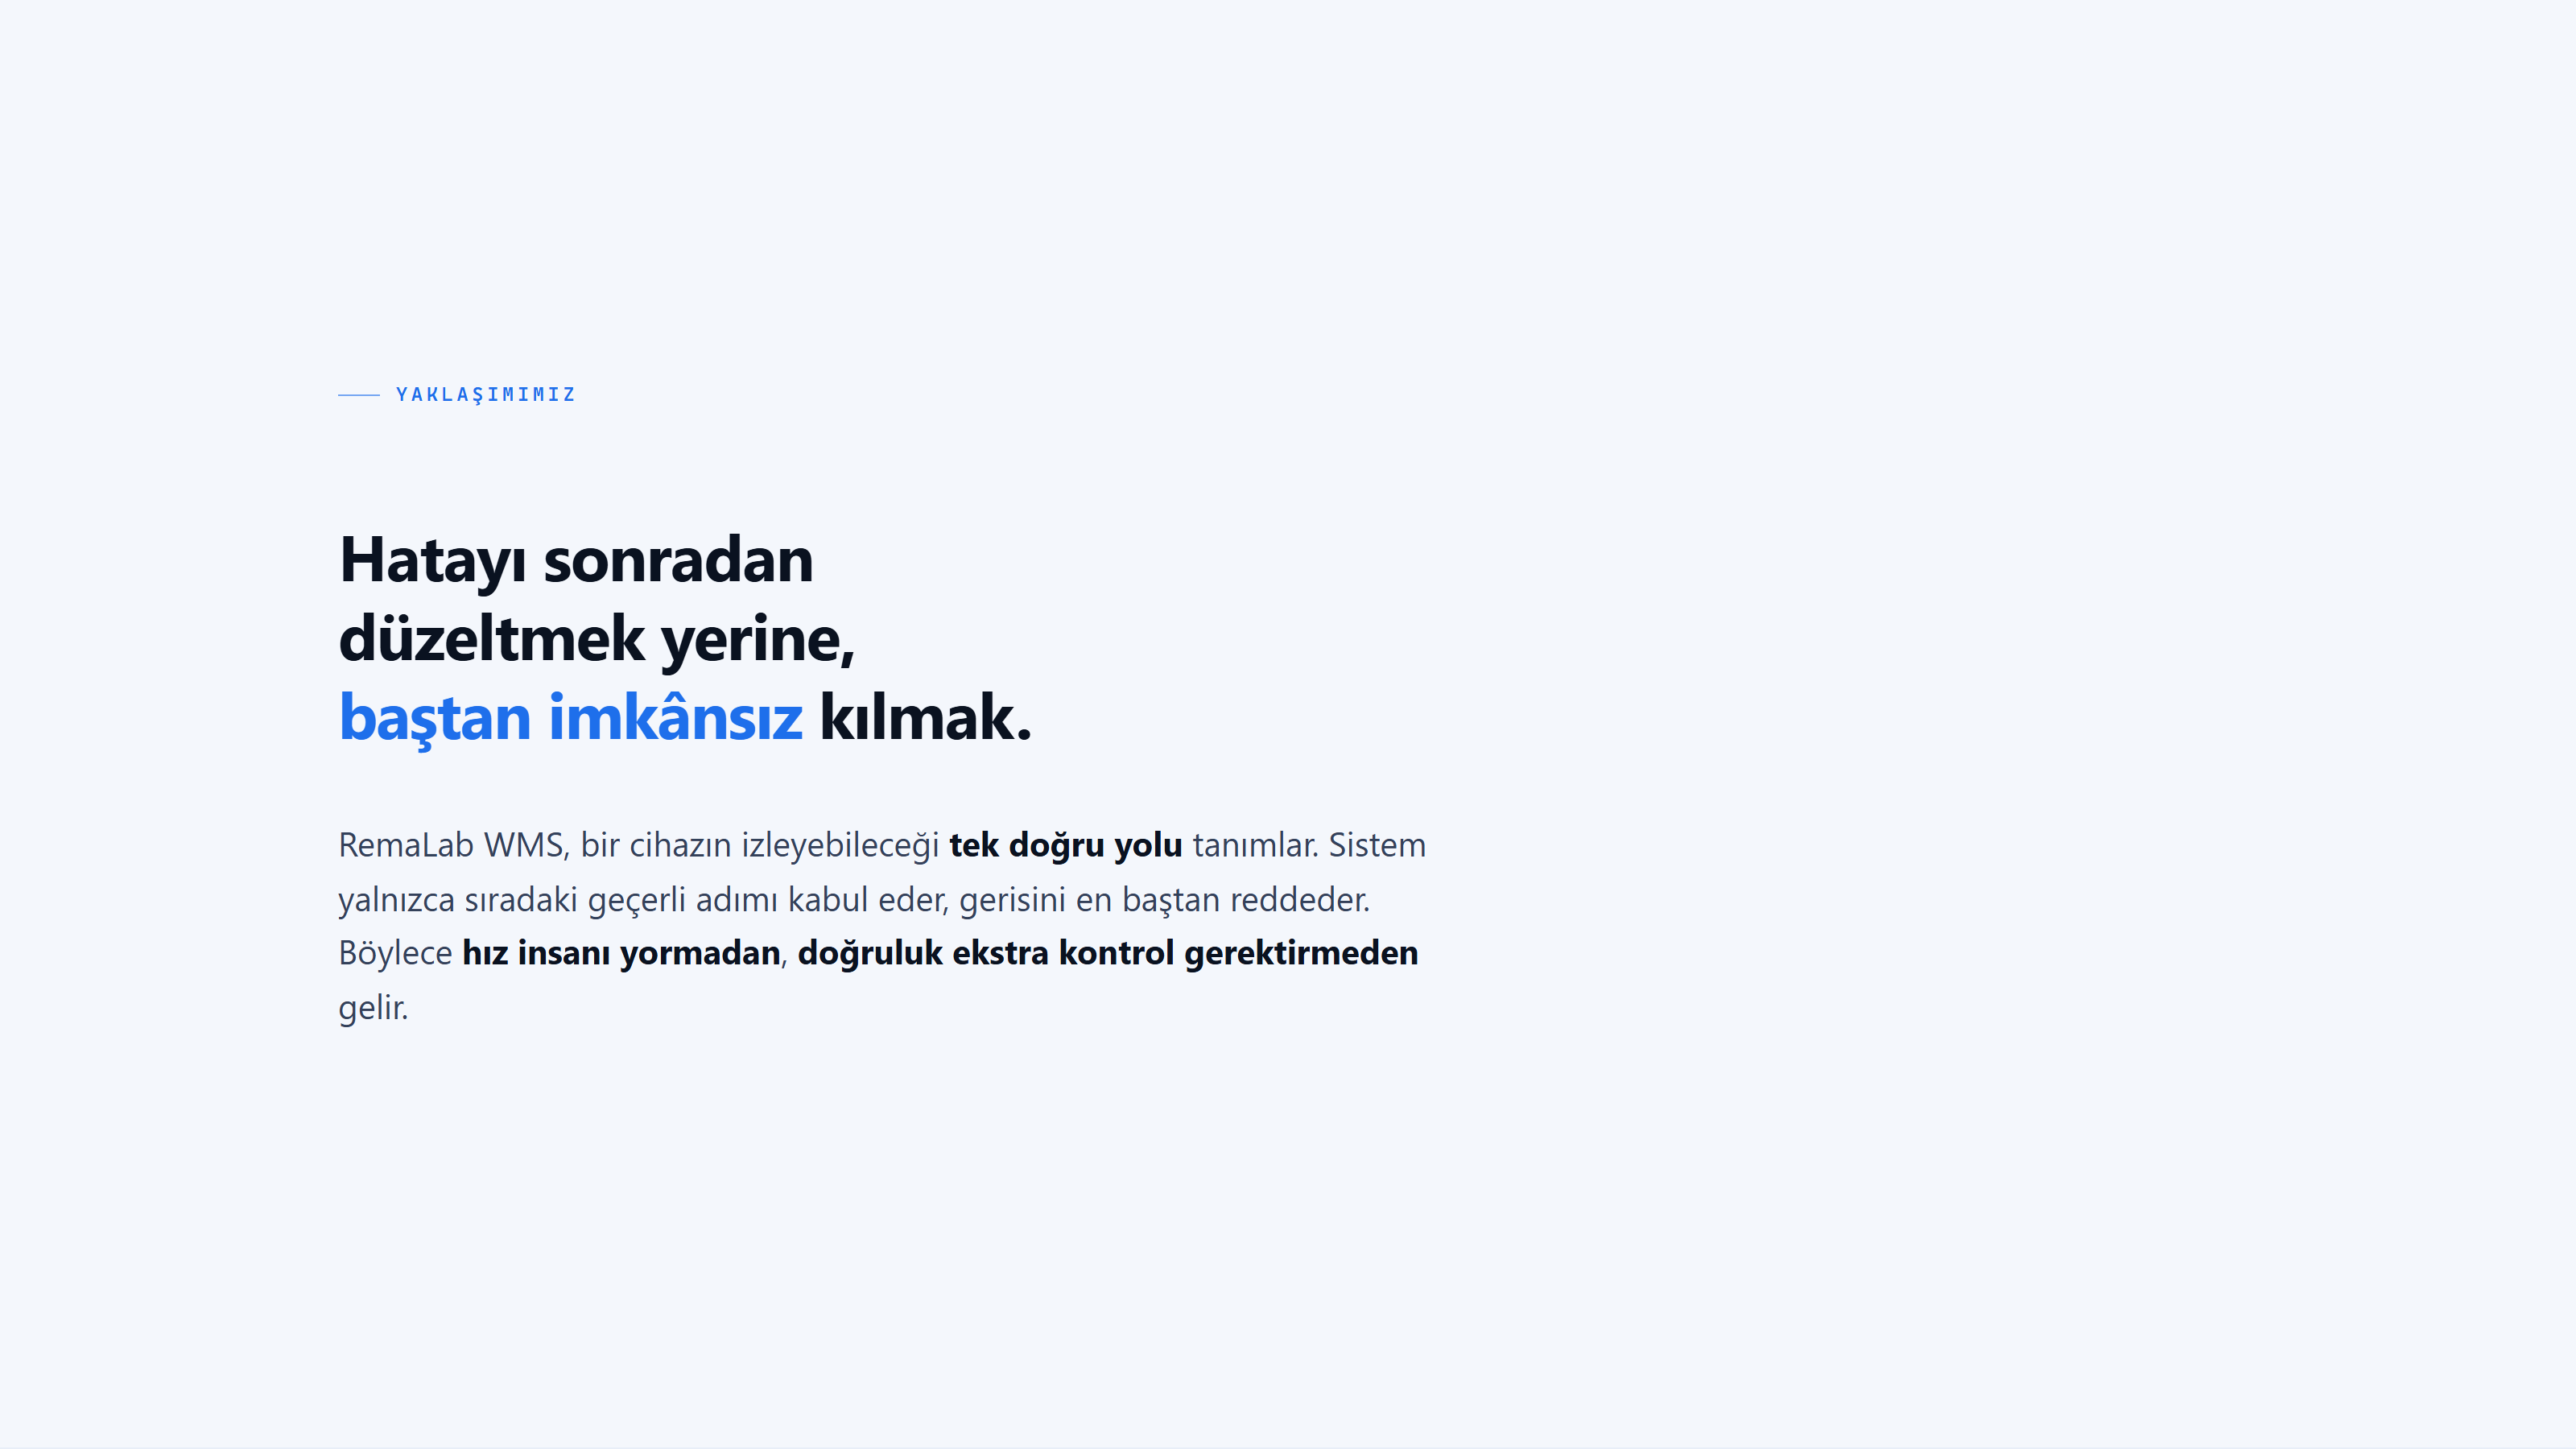 YAKLAŞIMIMIZ
Hatayı sonradan
düzeltmek yerine,
baştan imkânsız kılmak.
RemaLab WMS, bir cihazın izleyebileceği tek doğru yolu tanımlar. Sistem
yalnızca sıradaki geçerli adımı kabul eder, gerisini en baştan reddeder.
Böylece hız insanı yormadan, doğruluk ekstra kontrol gerektirmeden
gelir.